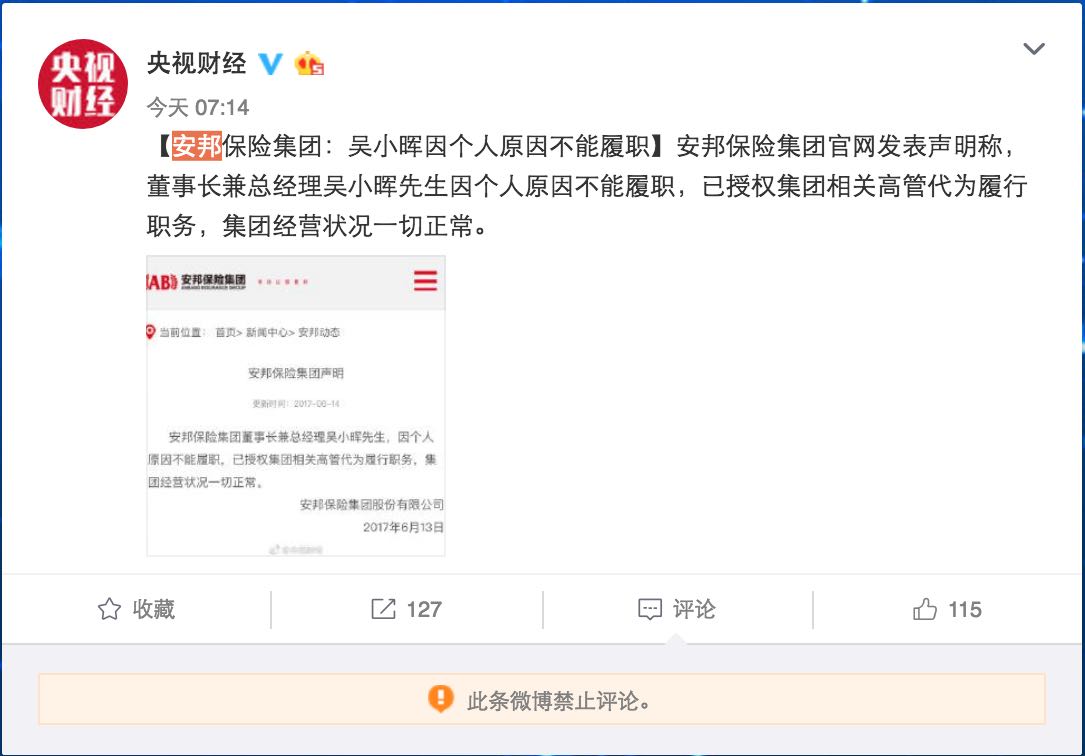 央视
财经
央视财经
今天 07:14
【安邦保险集团：吴小晖因个人原因不能履职】安邦保险集团官网发表声明称，
董事长兼总经理吴小晖先生因个人原因不能履职，已授权集团相关高管代为履行
职务，集团经营状况一切正常。
AB 安邦保险集团
ANBANG INSURANCE GROUP
当前位置： 首页> 新闻中心> 安邦动态
安邦保险集团声明
更新时间：2017-06-14
安邦保险集团董事长兼总经理吴小晖先生，因个人
原因不能履职，已授权集团相关高管代为履行职务，集
团经营状况一切正常。
安邦保险集团股份有限公司
2017年6月13日
收藏
127
评论
115
此条微博禁止评论。